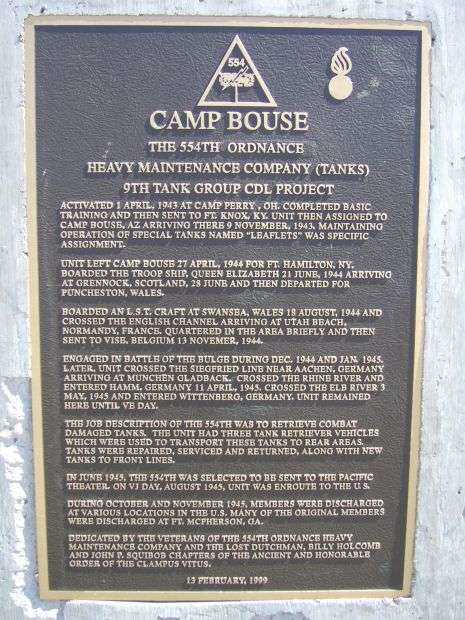 554
CAMP BOUSE
THE 554TH ORDNANCE
HEAVY MAINTENANCE COMPANY (TANKS)
9TH TANK GROUP CDL PROJECT
ACTIVATED 1 APRIL, 1943 AT CAMP PERRY , OH. COMPLETED BASIC
TRAINING AND THEN SENT TO FT. KNOX, KY. UNIT THEN ASSIGNED TO
CAMP BOUSE, AZ ARRIVING THERE 9 NOVEMBER, 1943. MAINTAINING
OPERATION OF SPECIAL TANKS NAMED "LEAFLETS" WAS SPECIFIC
ASSIGNMENT.
UNIT LEFT CAMP BOUSE 27 APRIL, 1944 FOR FT. HAMILTON, NY.
BOARDED THE TROOP SHIP, QUEEN ELIZABETH 21 JUNE, 1944 ARRIVING
AT GRENNOCK, SCOTLAND, 28 JUNE AND THEN DEPARTED FOR
PUNCHESTON, WALES.
BOARDED AN L.S.T. CRAFT AT SWANSEA, WALES 18 AUGUST, 1944 AND
CROSSED THE ENGLISH CHANNEL ARRIVING AT UTAH BEACH,
NORMANDY, FRANCE. QUARTERED IN THE AREA BRIEFLY AND THEN
SENT TO VISE, BELGIUM 13 NOVEMER, 1944.
ENGAGED IN BATTLE OF THE BULGE DURING DEC. 1944 AND JAN. 1945.
LATER, UNIT CROSSED THE SIEGFRIED LINE NEAR AACHEN, GERMANY
ARRIVING AT MUNCHEN GLADBACK. CROSSED THE RHINE RIVER AND
ENTERED HAMM, GERMANY 11 APRIL, 1945. CROSSED THE ELB RIVER 3
MAY, 1945 AND ENTERED WITTENBERG, GERMANY. UNIT REMAINED
HERE UNTIL VE DAY.
THE JOB DESCRIPTION OF THE 554TH WAS TO RETRIEVE COMBAT
DAMAGED TANKS. THE UNIT HAD THREE TANK RETRIEVER VEHICLES
WHICH WERE USED TO TRANSPORT THESE TANKS TO REAR AREAS.
TANKS WERE REPAIRED, SERVICED AND RETURNED, ALONG WITH NEW
TANKS TO FRONT LINES.
IN JUNE 1945, THE 554TH WAS SELECTED TO BE SENT TO THE PACIFIC
THEATER. ON VJ DAY, AUGUST 1945, UNIT WAS ENROUTE TO THE U.S.
DURING OCTOBER AND NOVEMBER 1945, MEMBERS WERE DISCHARGED
AT VARIOUS LOCATIONS IN THE U.S. MANY OF THE ORIGINAL MEMBERS
WERE DISCHARGED AT FT. MCPHERSON, GA.
DEDICATED BY THE VETERANS OF THE 554TH ORDNANCE HEAVY
MAINTENANCE COMPANY AND THE LOST DUTCHMAN, BILLY HOLCOMB
AND JOHN P. SQUIBOB CHAPTERS OF THE ANCIENT AND HONORABLE
ORDER OF THE CLAMPUS VITUS.
13 FEBRUARY, 1999